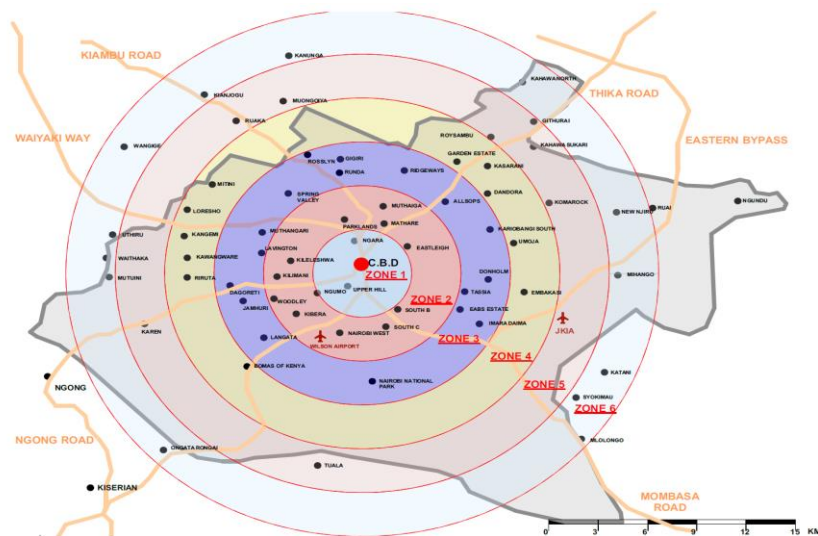 KANUNGA
KIAMBU ROAD
KAHAWA NORTH
KIANJOGU
MUONGOIYA
THIKA ROAD
RUAKA
GITHURAI
WAIYAKI WAY
ROYSAMBU
EASTERN BYPASS
WANGIGE
KAHAWA SUKARI
GARDEN ESTATE
ROSSLYN
GIGIRI
KASARANI
RUNDA
RIDGEWAYS
MITINI
SPRING
VALLEY
DANDORA
ALLSOPS
KOMAROCK
NGUNDU
LORESHO
MUTHAIGA
NEW NJIRU
RUAI
PARKLANDS
MATHARE
UTHIRU
KANGEMI
MUTHANGARI
KARIOBANGI SOUTH
NGARA
UMOJA
LAVINGTON
EASTLEIGH
WAITHAKA
KAWANGWARE
KILELESHWA
C.B.D
ZONE 1
MUTUINI
RIRUTA
KILIMANI
DONHOLM
MIHANGO
DAGORETI
UPPER HILL
NGUMO
TASSIA
EMBAKASI
WOODLEY
ZONE 2
JAMHURI
KIBERA
SOUTH B
EABS ESTATE
JKIA
KAREN
SOUTH C
IMARA DAIMA
LANGATA
NAIROBI WEST
ZONE 3
WILSON AIRPORT
ZONE 4
BOMAS OF KENYA
KATANI
NGONG
NAIROBI NATIONAL
PARK
ZONE 5
SYOKIMAU
ZONE 6
NGONG ROAD
MLOLONGO
ONGATA RONGAI
TUALA
KISERIAN
MOMBASA
ROAD
0 3 6 9 12 15 KM